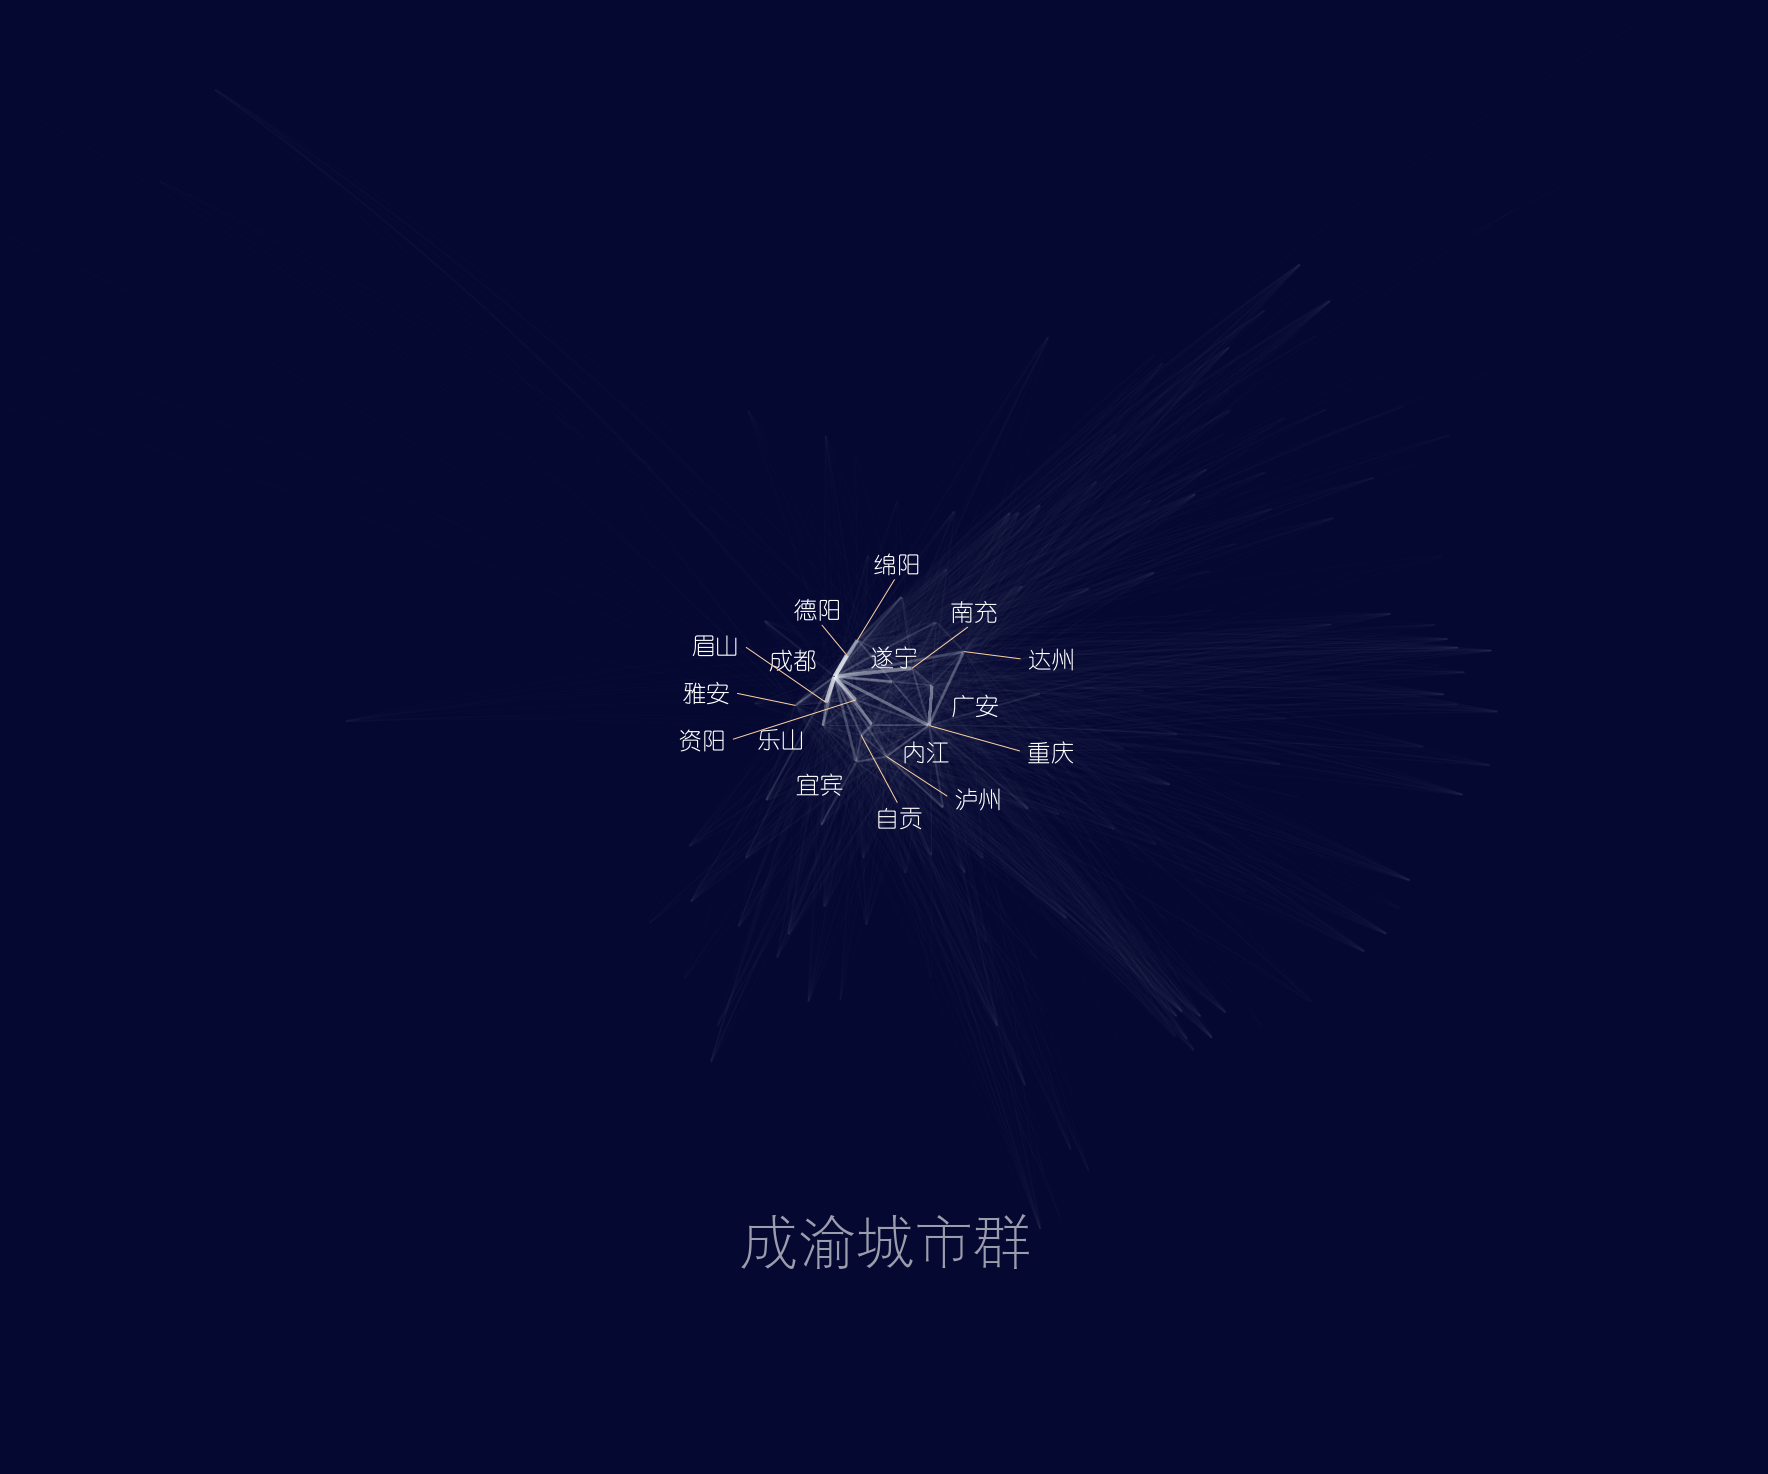 绵阳
德阳
南充
眉山
成都
遂宁
达州
雅安
广安
资阳
乐山
内江
重庆
宜宾
泸州
自贡
成渝城市群